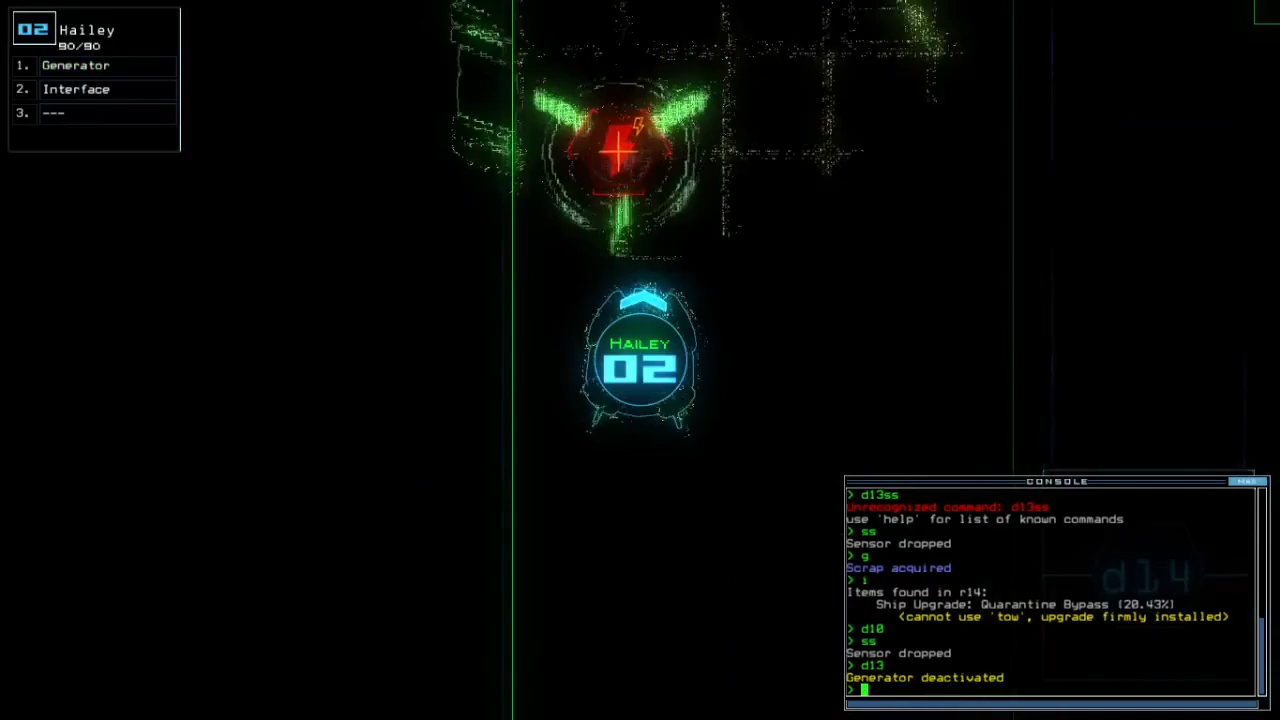 02 Hailey
90/90
1. Generator
2. Interface
3. ---
HAILEY
02
CONSOLE
> d13ss
Unrecognized command: d13ss
use 'help' for list of known commands
> ss
Sensor dropped
> g
Scrap acquired
> i
Items found in r14:
Ship Upgrade: Quarantine Bypass (20.43%)
<cannot use 'tow', upgrade firmly installed>
> d10
> ss
Sensor dropped
> d13
Generator deactivated
>
d14